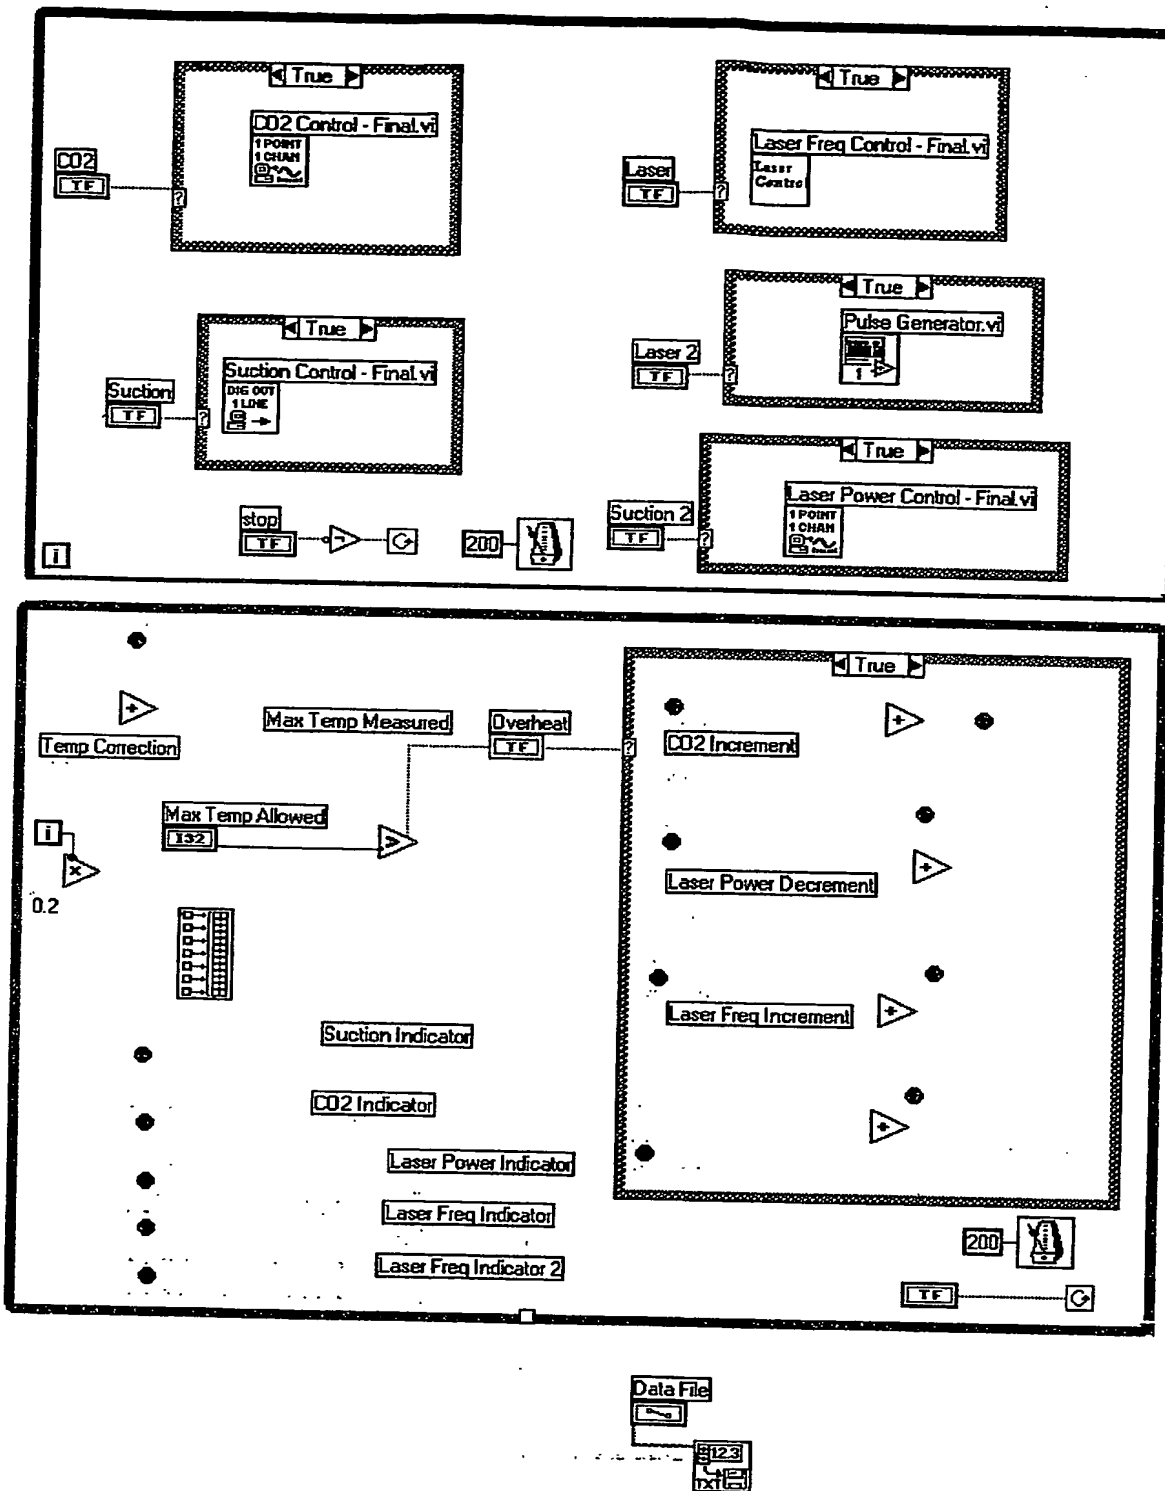 True
CO2 Control - Final.vi
1 POINT
1 CHAN
CO2
TF
?
True
Laser Freq Control - Final.vi
Laser
Control
Laser
TF
?
True
Pulse Generator.vi
1
Laser 2
TF
?
True
Suction Control - Final.vi
DIG OUT
1 LINE
Suction
TF
?
True
Laser Power Control - Final.vi
1 POINT
1 CHAN
Suction 2
TF
?
stop
TF
200
i
True
Max Temp Measured
Overheat
TF
?
Temp Correction
CO2 Increment
Max Temp Allowed
I32
>
i
x
0.2
Laser Power Decrement
Laser Freq Increment
Suction Indicator
CO2 Indicator
Laser Power Indicator
Laser Freq Indicator
Laser Freq Indicator 2
200
TF
Data File
12.3
TXT